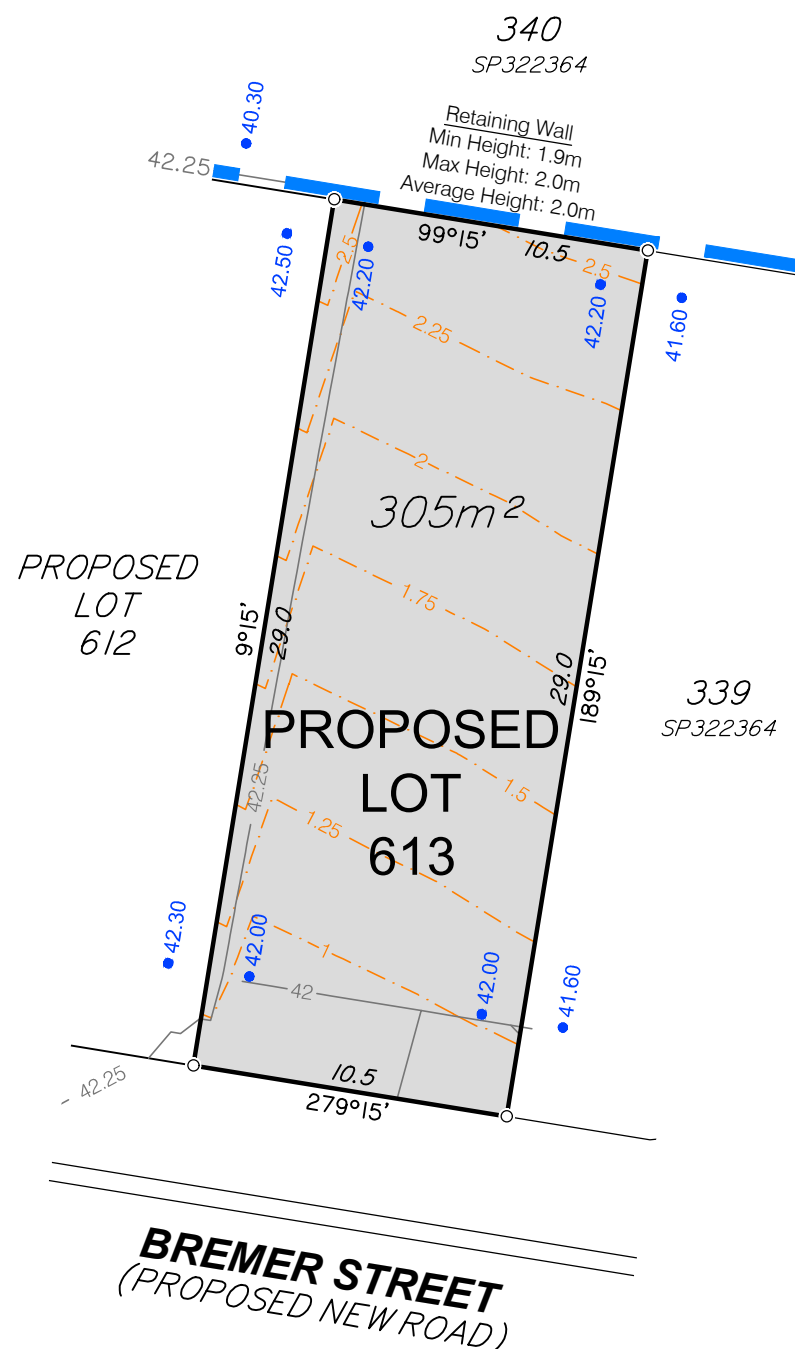 340
SP322364
40.30
Retaining Wall
Min Height: 1.9m
Max Height: 2.0m
Average Height: 2.0m
42.25
99°15'
10.5
2.5
2.5
42.50
42.20
42.20
41.60
2.25
2
305m²
PROPOSED
LOT
612
1.75
9°15'
29.0
29.0
189°15'
339
SP322364
PROPOSED
LOT
613
42.25
1.5
1.25
42.30
42.00
1
42.00
41.60
42
42.25
10.5
279°15'
BREMER STREET
(PROPOSED NEW ROAD)